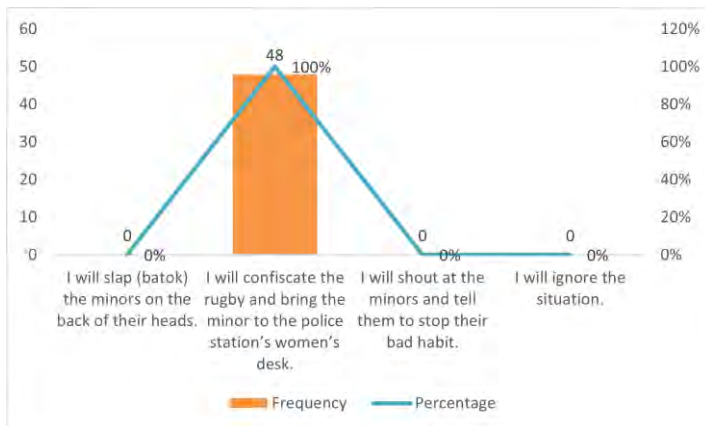 60
50
40
30
20
10
0
120%
100%
80%
60%
40%
20%
0%
0
0%
48
100%
0
0%
0
0%
I will slap (batok)
the minors on the
back of their heads.
I will confiscate the
rugby and bring the
minor to the police
station's women's
desk.
I will shout at the
minors and tell
them to stop their
bad habit.
I will ignore the
situation.
Frequency
Percentage